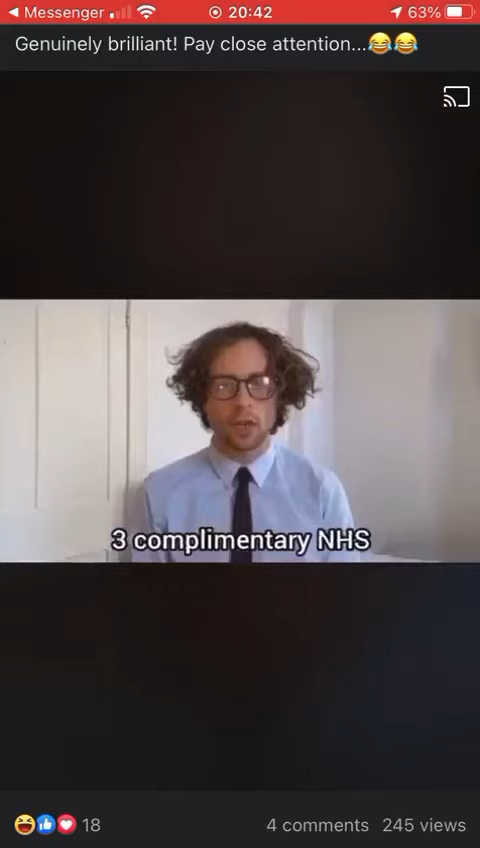 Messenger 20:42 63%
Genuinely brilliant! Pay close attention...😂😂
3 complimentary NHS
18 4 comments 245 views